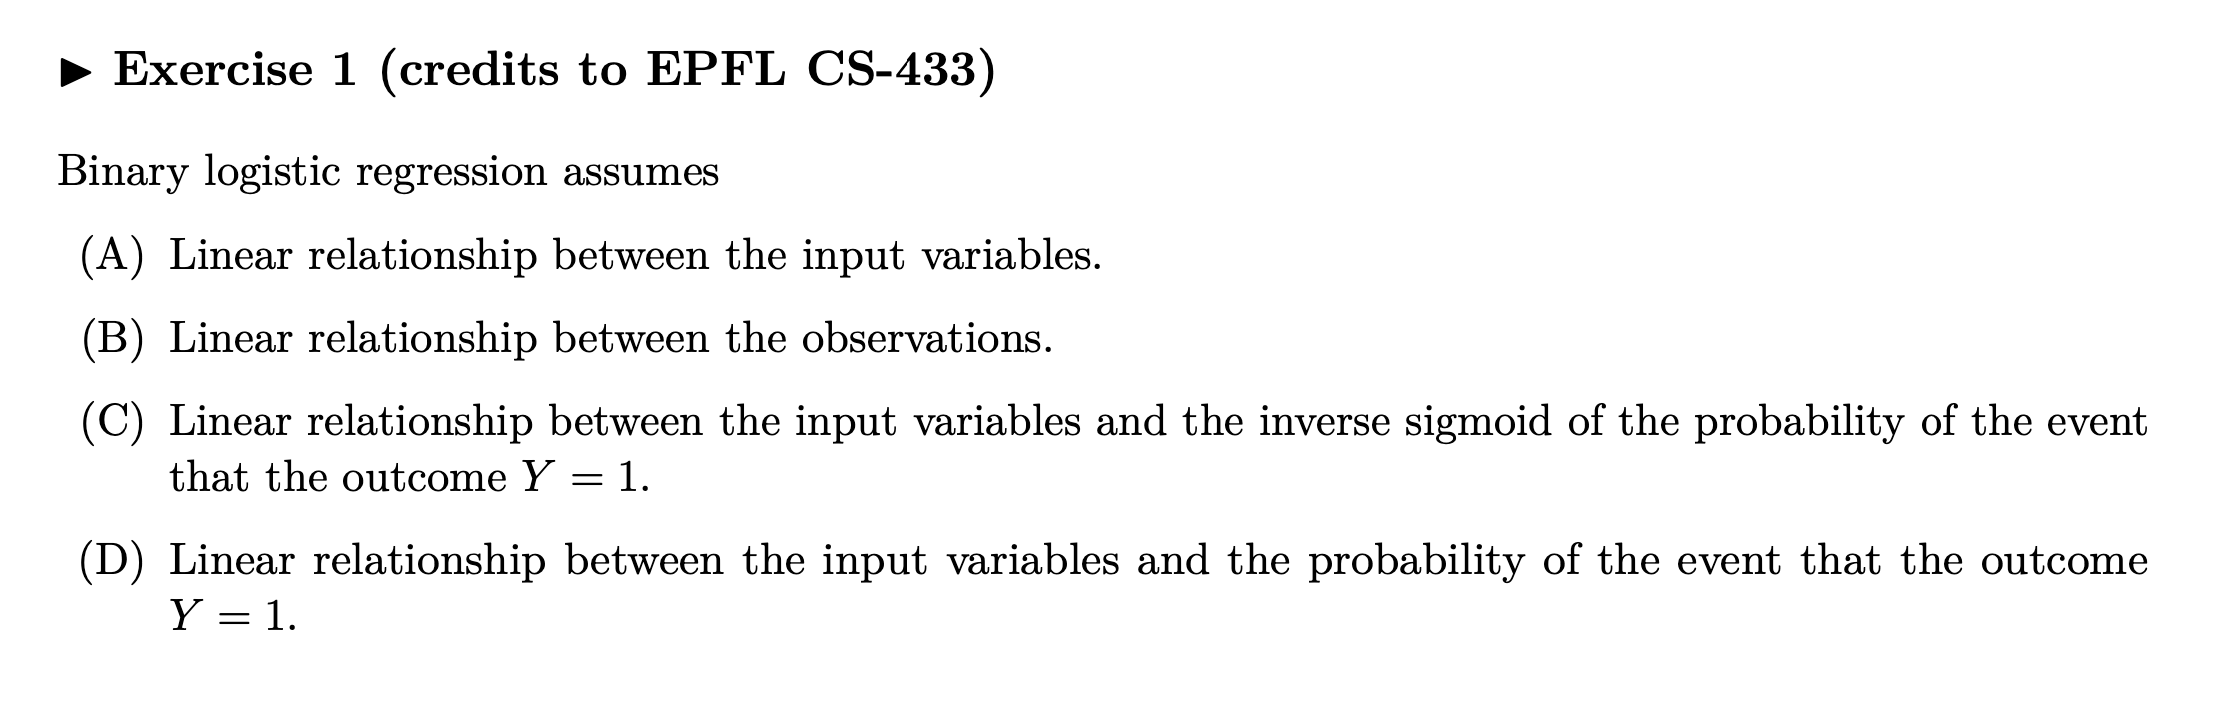 ► Exercise 1 (credits to EPFL CS-433)
Binary logistic regression assumes
(A) Linear relationship between the input variables.
(B) Linear relationship between the observations.
(C) Linear relationship between the input variables and the inverse sigmoid of the probability of the event
that the outcome Y = 1.
(D) Linear relationship between the input variables and the probability of the event that the outcome
Y = 1.